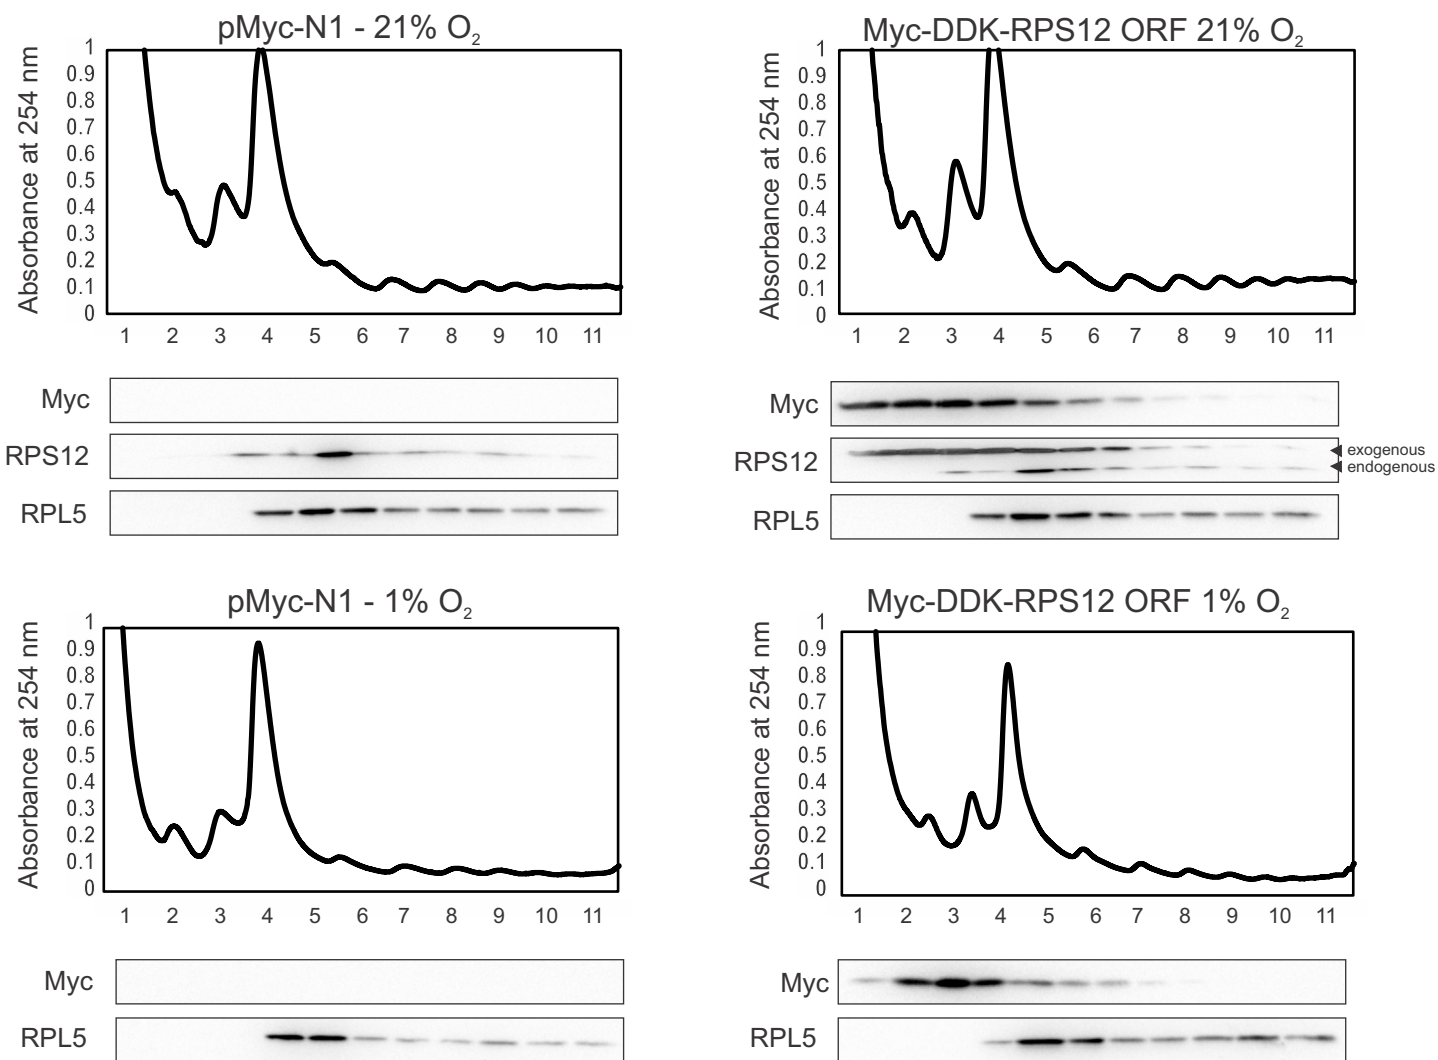 pMyc-N1 - 21% O2
Absorbance at 254 nm
1
0.9
0.8
0.7
0.6
0.5
0.4
0.3
0.2
0.1
0
1 2 3 4 5 6 7 8 9 10 11
Myc
RPS12
RPL5
Myc-DDK-RPS12 ORF 21% O2
Absorbance at 254 nm
1
0.9
0.8
0.7
0.6
0.5
0.4
0.3
0.2
0.1
0
1 2 3 4 5 6 7 8 9 10 11
Myc
RPS12
exogenous
endogenous
RPL5
pMyc-N1 - 1% O2
Absorbance at 254 nm
1
0.9
0.8
0.7
0.6
0.5
0.4
0.3
0.2
0.1
0
1 2 3 4 5 6 7 8 9 10 11
Myc
RPL5
Myc-DDK-RPS12 ORF 1% O2
Absorbance at 254 nm
1
0.9
0.8
0.7
0.6
0.5
0.4
0.3
0.2
0.1
0
1 2 3 4 5 6 7 8 9 10 11
Myc
RPL5